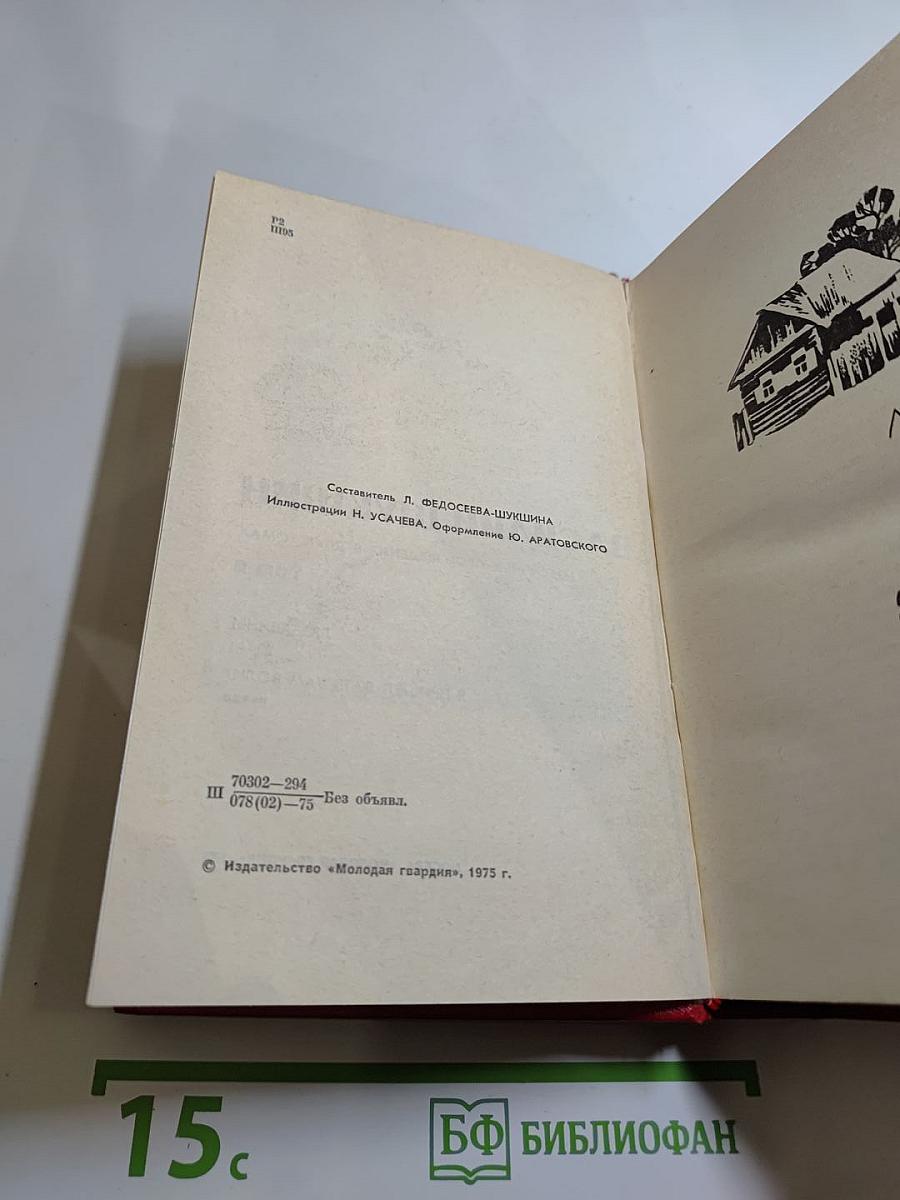 Р2
Ш95
Составитель Л. ФЕДОСЕЕВА-ШУКШИНА
Иллюстрации Н. УСАЧЕВА, Оформление Ю. АРАТОВСКОГО
Ш 70302—294
078(02)—75 Без объявл.
© Издательство «Молодая гвардия», 1975 г.
15 с
БФ БИБЛИОФАН